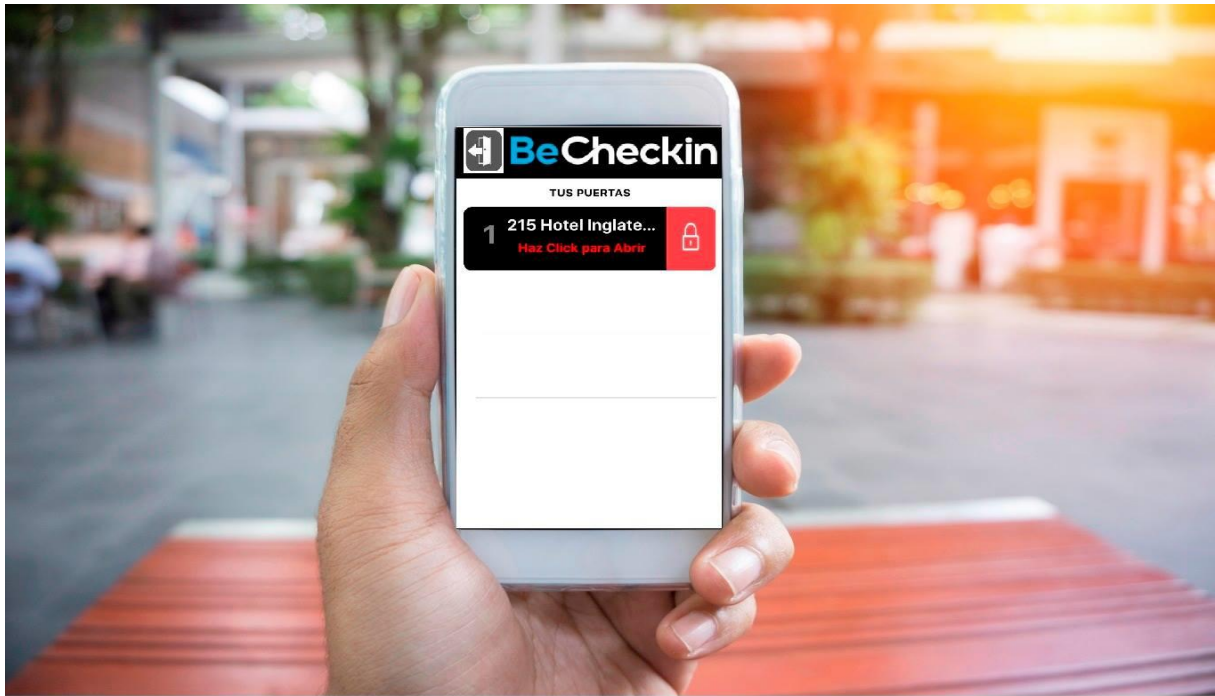 BeCheckin
TUS PUERTAS
1
215 Hotel Inglate...
Haz Click para Abrir